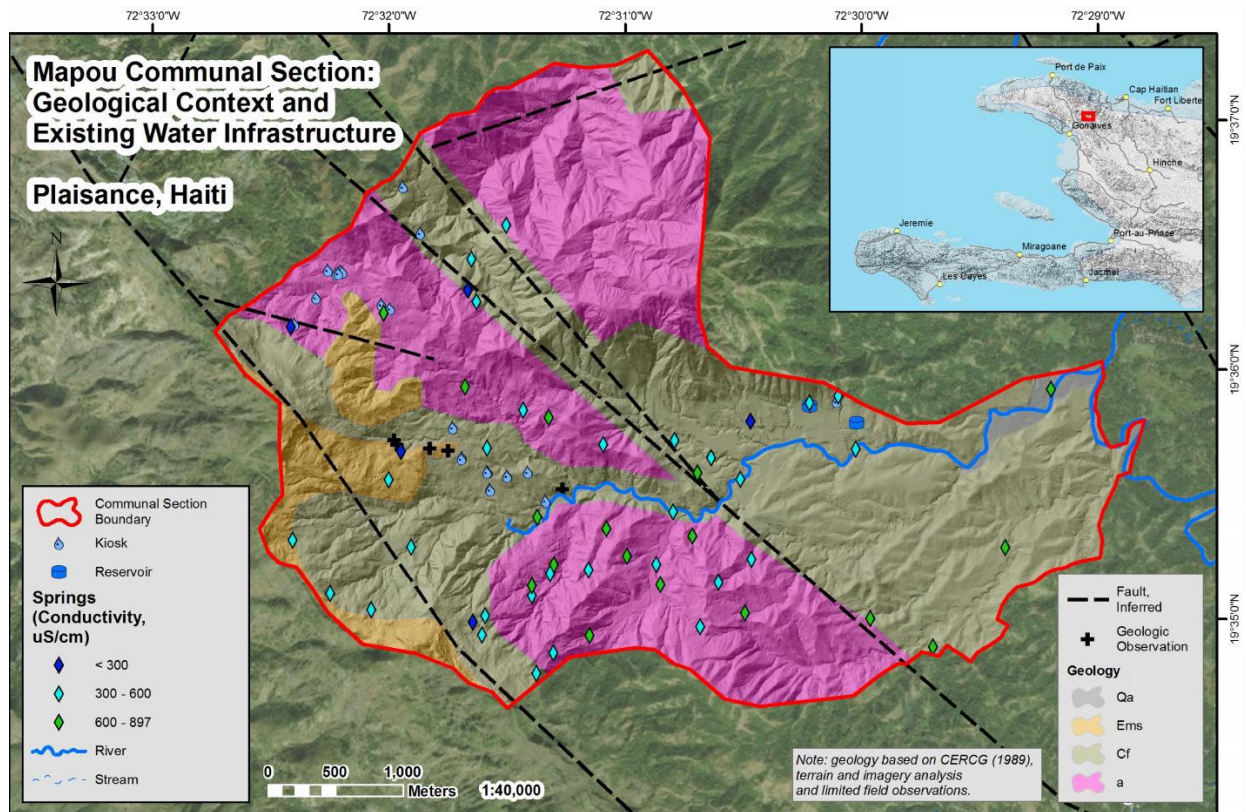 72°33'0"W
72°32'0"W
72°31'0"W
72°30'0"W
72°29'0"W
Mapou Communal Section:
Geological Context and
Existing Water Infrastructure
Plaisance, Haiti
N
Port de Paix
Cap Haitian
Fort Liberte
Gonaives
Hinche
Jeremie
Miragoane
Port-au-Prince
Les Cayes
Jacmel
19°37'0"N
19°36'0"N
19°35'0"N
Communal Section
Boundary
Kiosk
Reservoir
Springs
(Conductivity,
uS/cm)
< 300
300 - 600
600 - 897
River
Stream
0 500 1,000
Meters 1:40,000
Note: geology based on CERCG (1989),
terrain and imagery analysis
and limited field observations.
Fault,
Inferred
Geologic
Observation
Geology
Qa
Ems
Cf
a